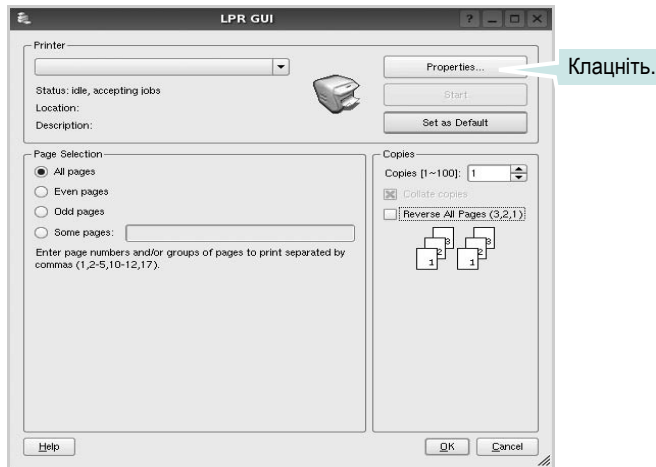 LPR GUI
Printer
Properties...
Клацніть.
Status: idle, accepting jobs
Start
Location:
Description:
Set as Default
Page Selection
Copies
All pages
Copies [1~100]: 1
Even pages
Collate copies
Odd pages
Reverse All Pages (3,2,1)
Some pages:
Enter page numbers and/or groups of pages to print separated by
commas (1,2-5,10-12,17).
3 3
2 2
1 1
Help
OK
Cancel